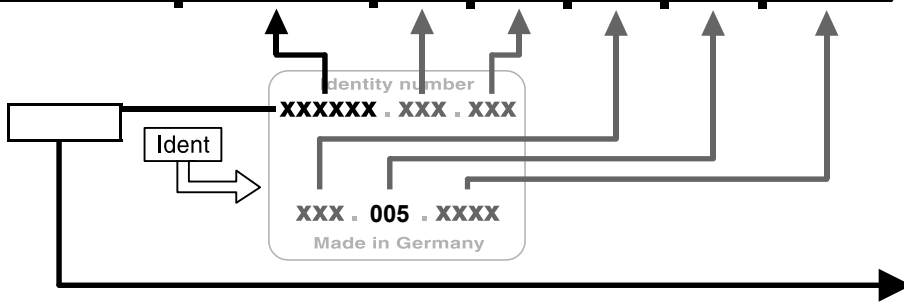 Identity number
xxxxxx . xxx . xxx
Ident
xxx . 005 . xxxx
Made in Germany